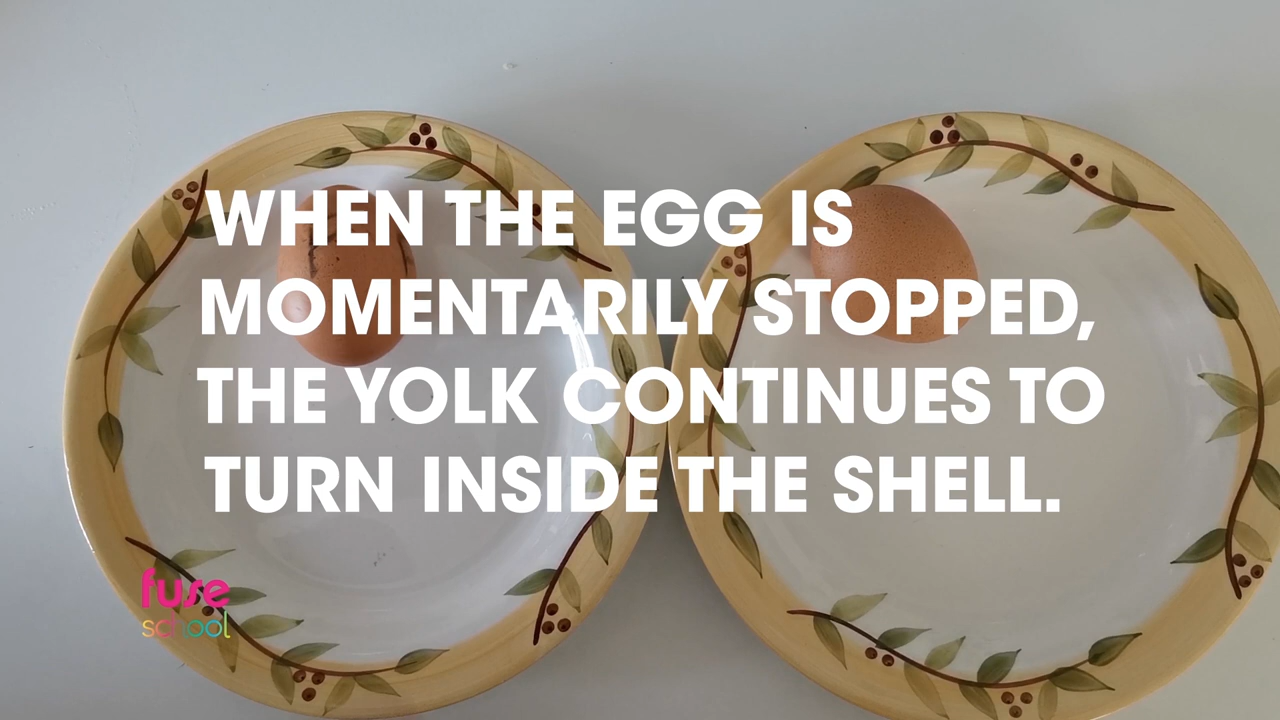 WHEN THE EGG IS
MOMENTARILY STOPPED,
THE YOLK CONTINUES TO
TURN INSIDE THE SHELL.
fuse
school